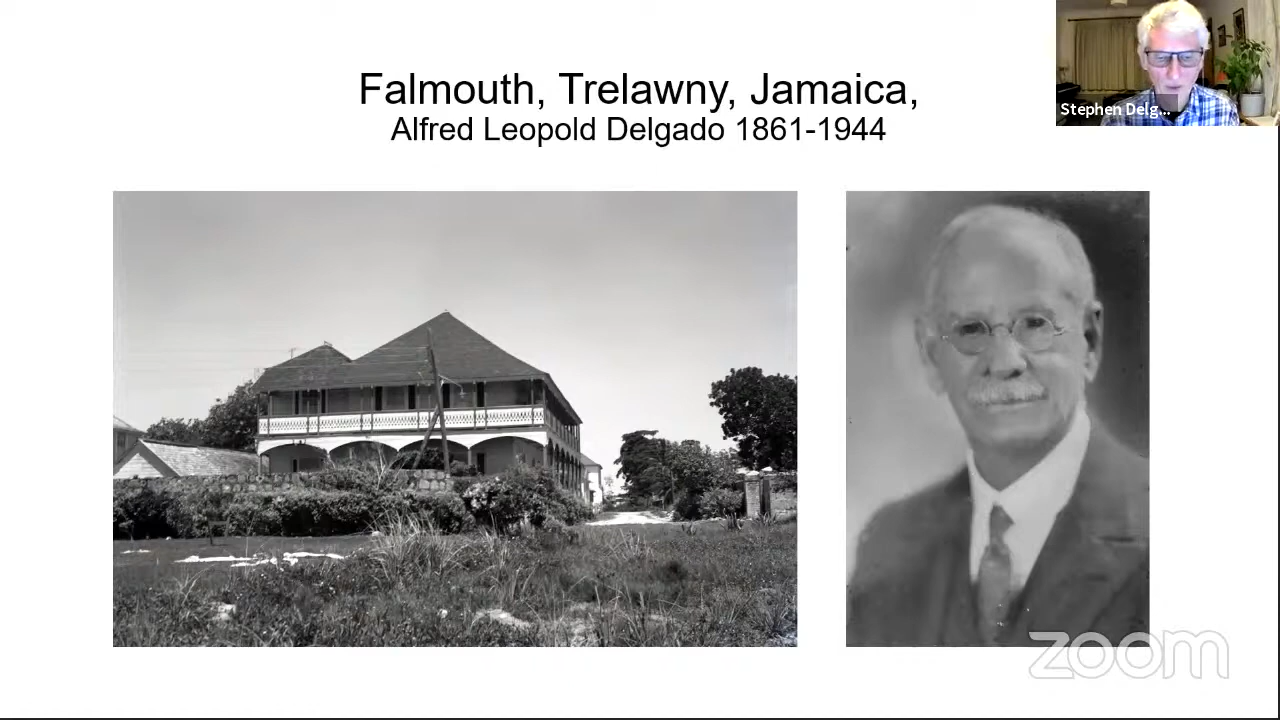 Falmouth, Trelawny, Jamaica,
Alfred Leopold Delgado 1861-1944
Stephen Delg...
zoom